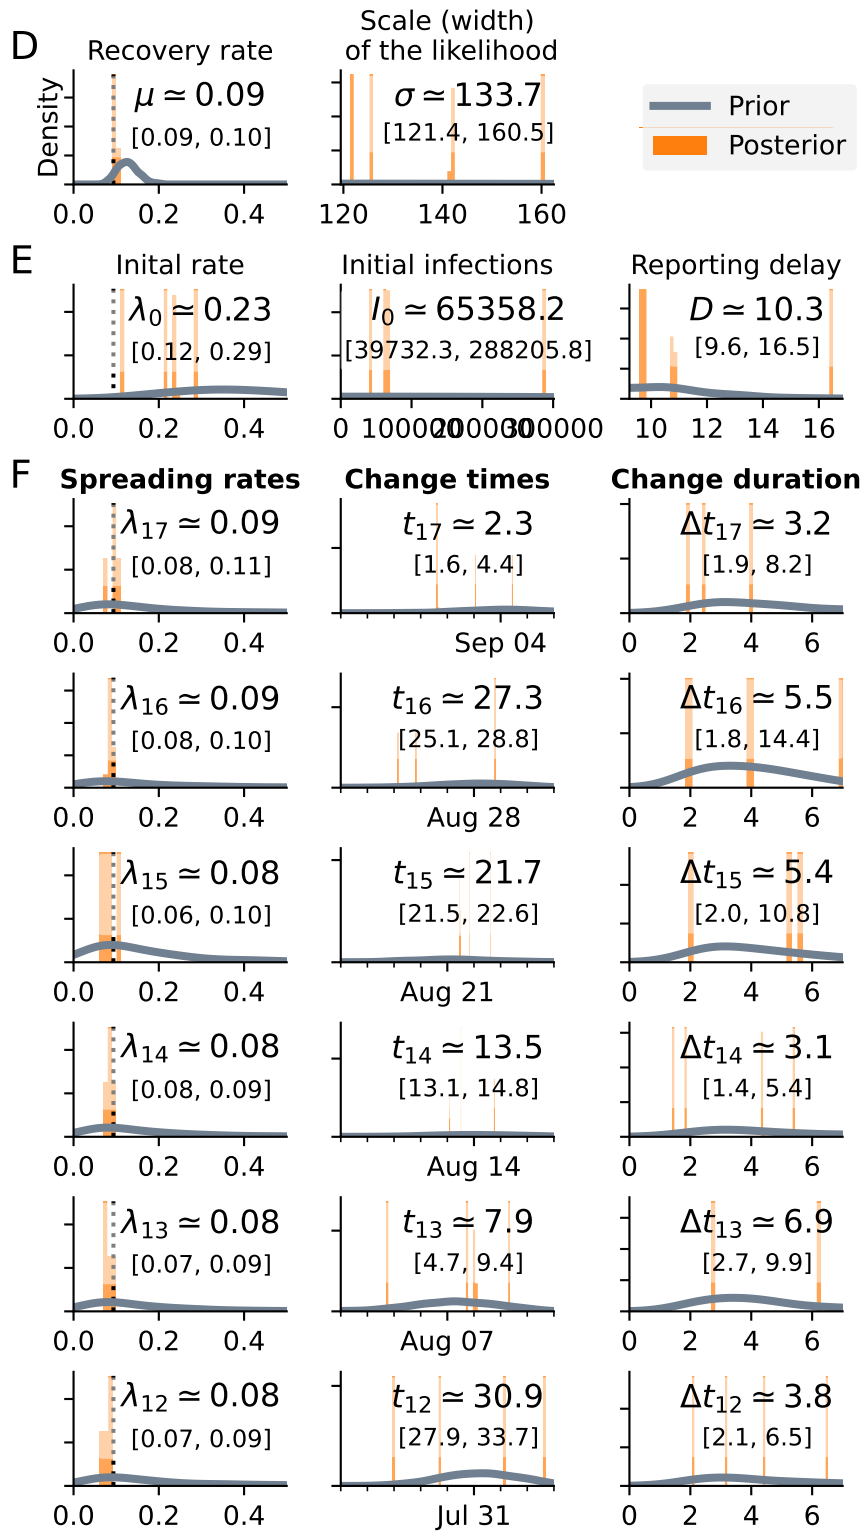 D
Recovery rate
Density
μ ≃ 0.09
[0.09, 0.10]
0.0 0.2 0.4
Scale (width)
of the likelihood
σ ≃ 133.7
[121.4, 160.5]
120 140 160
Prior
Posterior
E
Inital rate
λ₀ ≃ 0.23
[0.12, 0.29]
0.0 0.2 0.4
Initial infections
I₀ ≃ 65358.2
[39732.3, 288205.8]
0 100000 200000 300000
Reporting delay
D ≃ 10.3
[9.6, 16.5]
10 12 14 16
F
Spreading rates Change times Change duration
λ₁₇ ≃ 0.09
[0.08, 0.11]
0.0 0.2 0.4
t₁₇ ≃ 2.3
[1.6, 4.4]
Sep 04
Δt₁₇ ≃ 3.2
[1.9, 8.2]
0 2 4 6
λ₁₆ ≃ 0.09
[0.08, 0.10]
0.0 0.2 0.4
t₁₆ ≃ 27.3
[25.1, 28.8]
Aug 28
Δt₁₆ ≃ 5.5
[1.8, 14.4]
0 2 4 6
λ₁₅ ≃ 0.08
[0.06, 0.10]
0.0 0.2 0.4
t₁₅ ≃ 21.7
[21.5, 22.6]
Aug 21
Δt₁₅ ≃ 5.4
[2.0, 10.8]
0 2 4 6
λ₁₄ ≃ 0.08
[0.08, 0.09]
0.0 0.2 0.4
t₁₄ ≃ 13.5
[13.1, 14.8]
Aug 14
Δt₁₄ ≃ 3.1
[1.4, 5.4]
0 2 4 6
λ₁₃ ≃ 0.08
[0.07, 0.09]
0.0 0.2 0.4
t₁₃ ≃ 7.9
[4.7, 9.4]
Aug 07
Δt₁₃ ≃ 6.9
[2.7, 9.9]
0 2 4 6
λ₁₂ ≃ 0.08
[0.07, 0.09]
0.0 0.2 0.4
t₁₂ ≃ 30.9
[27.9, 33.7]
Jul 31
Δt₁₂ ≃ 3.8
[2.1, 6.5]
0 2 4 6